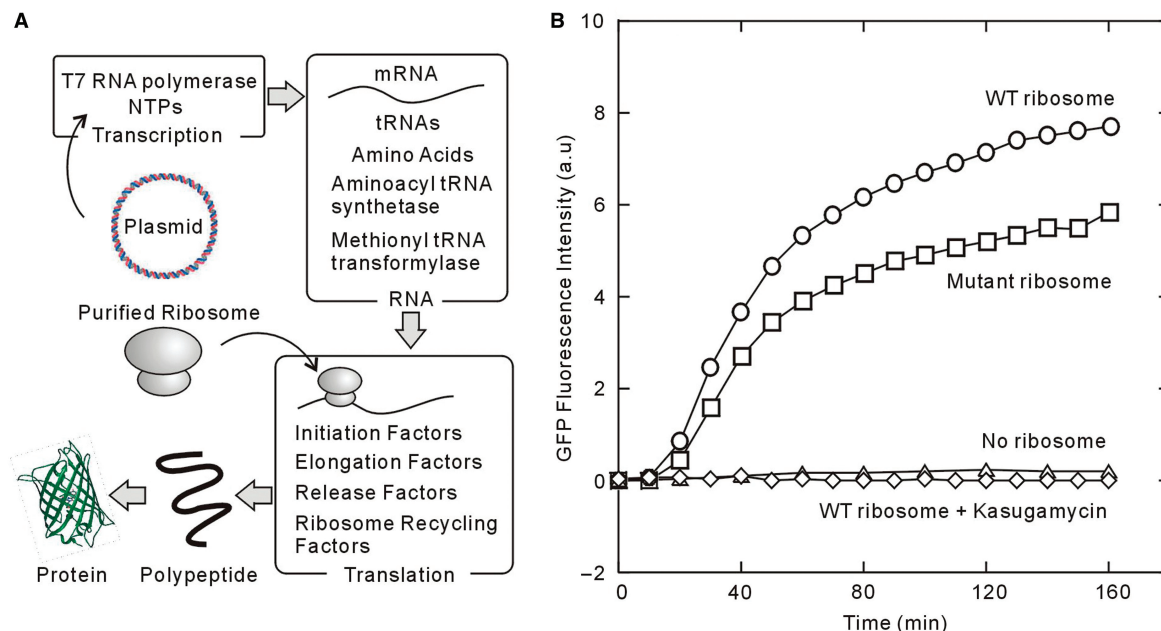 A
T7 RNA polymerase
NTPs
Transcription
Plasmid
Purified Ribosome
mRNA
tRNAs
Amino Acids
Aminoacyl tRNA
synthetase
Methionyl tRNA
transformylase
RNA
Initiation Factors
Elongation Factors
Release Factors
Ribosome Recycling
Factors
Translation
Polypeptide
Protein
B
GFP Fluorescence Intensity (a.u)
10
8
6
4
2
0
−2
WT ribosome
Mutant ribosome
No ribosome
WT ribosome + Kasugamycin
0 40 80 120 160
Time (min)